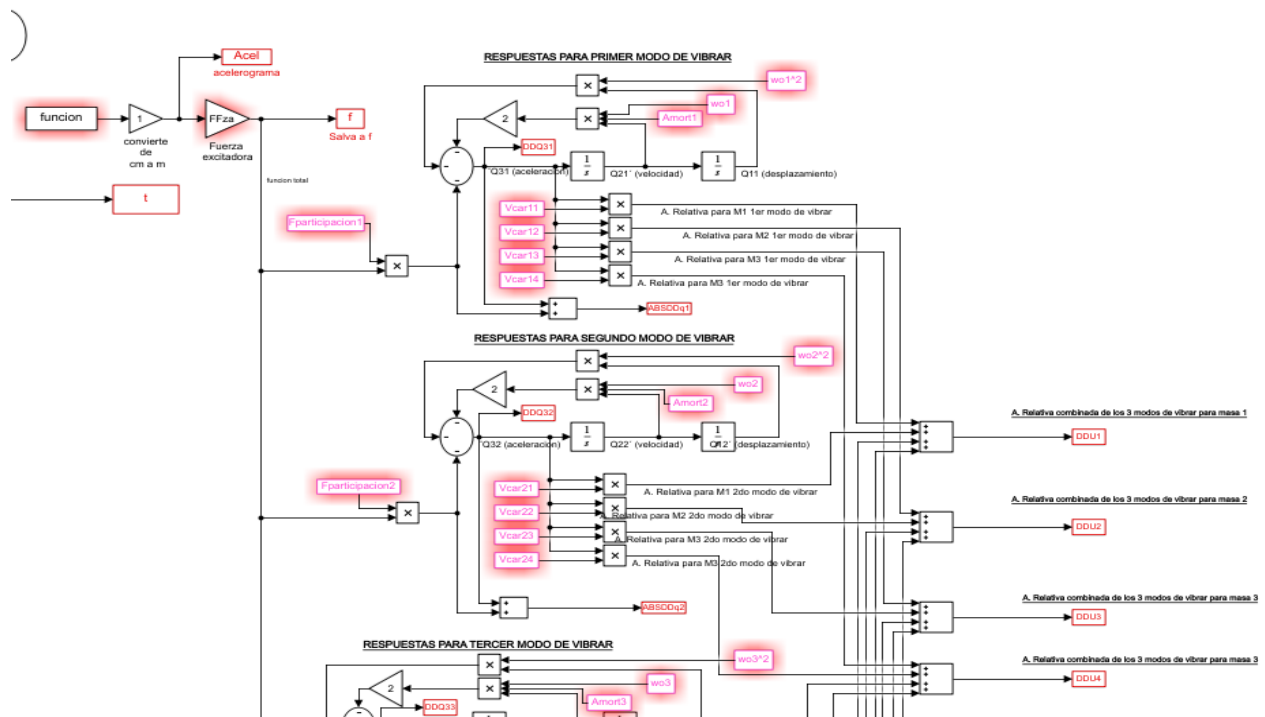 Acel
acelerograma
funcion
1
convierte
de
cm a m
FFza
Fuerza
excitadora
f
Salva a f
t
funcion total
Fparticipacion1
×
RESPUESTAS PARA PRIMER MODO DE VIBRAR
×
wo1^2
2
×
wo1
Amort1
DDQ31
Q31 (aceleracion)
1
s
Q21´ (velocidad)
1
s
Q11 (desplazamiento)
Vcar11
×
A. Relativa para M1 1er modo de vibrar
Vcar12
×
A. Relativa para M2 1er modo de vibrar
Vcar13
×
A. Relativa para M3 1er modo de vibrar
Vcar14
×
A. Relativa para M3 1er modo de vibrar
ABSDDq1
RESPUESTAS PARA SEGUNDO MODO DE VIBRAR
×
wo2^2
2
×
wo2
Amort2
DDQ32
Q32 (aceleracion)
1
s
Q22´ (velocidad)
1
s
Q12´ (desplazamiento)
Fparticipacion2
×
Vcar21
×
A. Relativa para M1 2do modo de vibrar
Vcar22
×
A. Relativa para M2 2do modo de vibrar
Vcar23
×
A. Relativa para M3 2do modo de vibrar
Vcar24
×
A. Relativa para M3 2do modo de vibrar
ABSDDq2
RESPUESTAS PARA TERCER MODO DE VIBRAR
×
wo3^2
2
×
wo3
Amort3
DDQ33
A. Relativa combinada de los 3 modos de vibrar para masa 1
DDU1
A. Relativa combinada de los 3 modos de vibrar para masa 2
DDU2
A. Relativa combinada de los 3 modos de vibrar para masa 3
DDU3
A. Relativa combinada de los 3 modos de vibrar para masa 3
DDU4